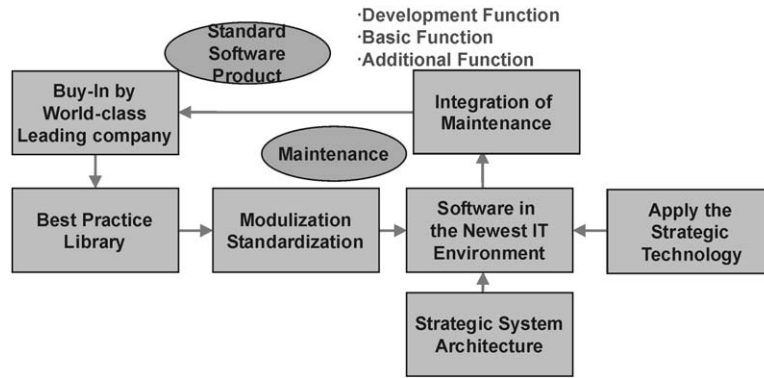 Standard
Software
Product
·Development Function
·Basic Function
·Additional Function
Buy-In by
World-class
Leading company
Integration of
Maintenance
Maintenance
Best Practice
Library
Modulization
Standardization
Software in
the Newest IT
Environment
Apply the
Strategic
Technology
Strategic System
Architecture